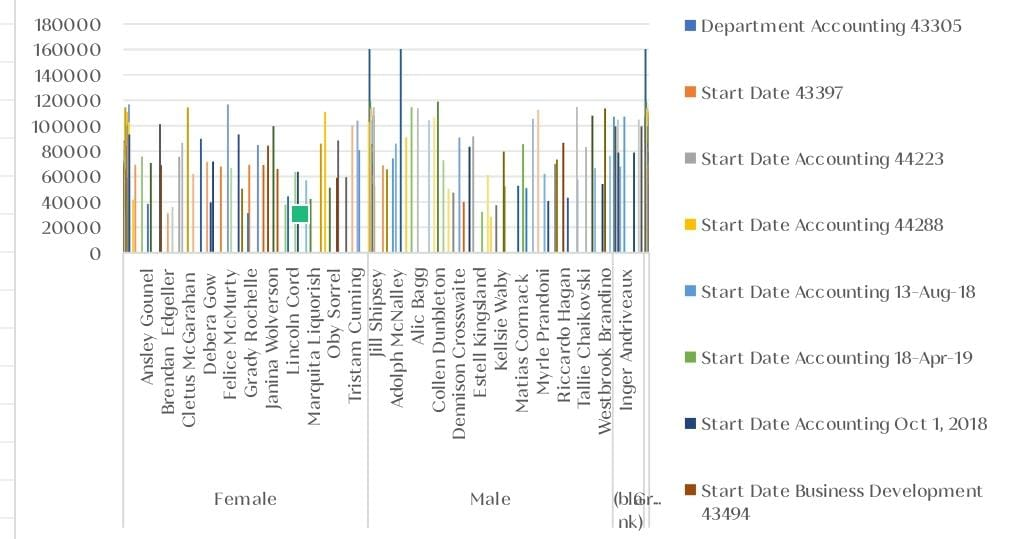 180000
160000
140000
120000
100000
80000
60000
40000
20000
0
Ansley Gounel
Brendan Edgeller
Cletus McGarahan
Debera Gow
Felice McMurty
Grady Rochelle
Janina Wolverson
Lincoln Cord
Marquita Liquorish
Oby Sorrel
Tristam Cuming
Jill Shipsey
Adolph McNalley
Alic Bagg
Collen Dunbleton
Dennison Crosswaite
Estell Kingsland
Kellsie Waby
Matias Cormack
Myrle Prandoni
Riccardo Hagan
Tallie Chaikovski
Westbrook Brandino
Inger Andriveaux
Female
Male
(bla
nk)
Gr...
Department Accounting 43305
Start Date 43397
Start Date Accounting 44223
Start Date Accounting 44288
Start Date Accounting 13-Aug-18
Start Date Accounting 18-Apr-19
Start Date Accounting Oct 1, 2018
Start Date Business Development
43494